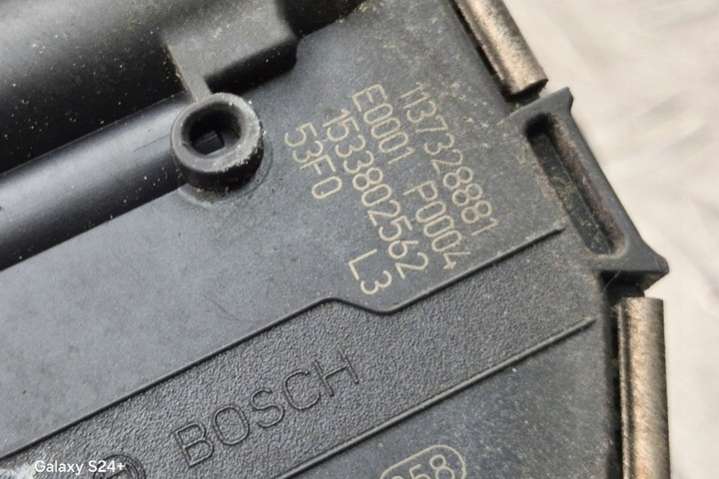 1137328881
E0001 P0004
1533802562
53F0 L3
BOSCH
Galaxy S24+